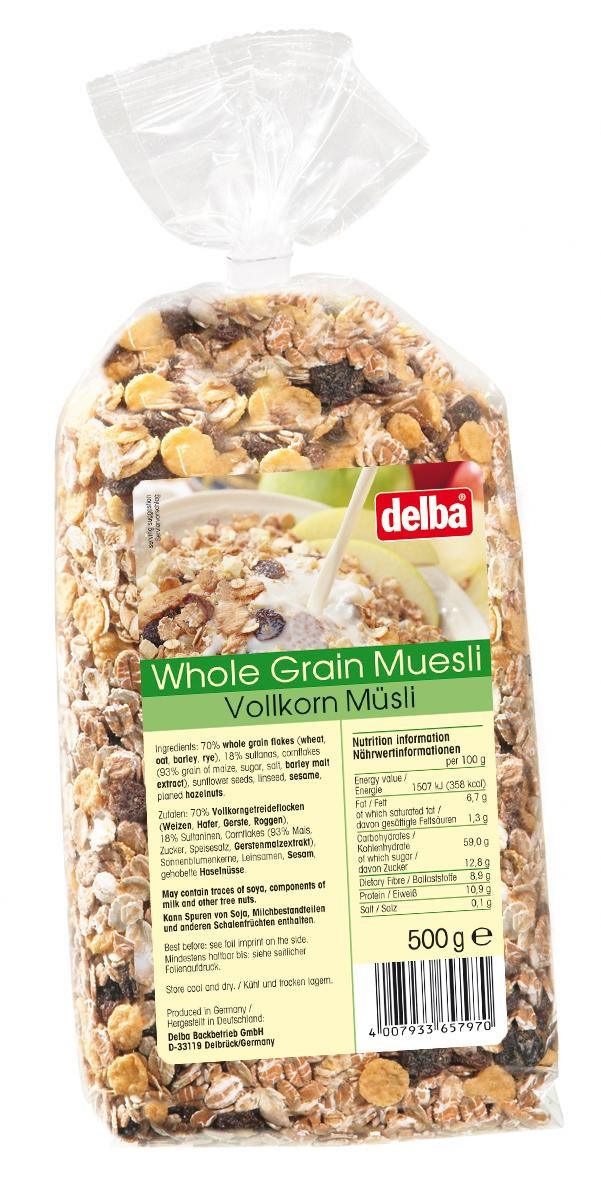 serving suggestion
Serviervorschlag
delba®
Whole Grain Muesli
Vollkorn Müsli
Ingredients: 70% whole grain flakes (wheat,
oat, barley, rye), 18% sultanas, cornflakes
(93% grain of maize, sugar, salt, barley malt
extract), sunflower seeds, linseed, sesame,
planed hazelnuts.
Zutaten: 70% Vollkorngetreideflocken
(Weizen, Hafer, Gerste, Roggen),
18% Sultaninen, Cornflakes (93% Mais,
Zucker, Speisesalz, Gerstenmalzextrakt),
Sonnenblumenkerne, Leinsamen, Sesam,
gehobelte Haselnüsse.
May contain traces of soya, components of
milk and other tree nuts.
Kann Spuren von Soja, Milchbestandteilen
und anderen Schalenfrüchten enthalten.
Best before: see foil imprint on the side.
Mindestens haltbar bis: siehe seitlicher
Folienaufdruck.
Store cool and dry. / Kühl und trocken lagern.
Produced in Germany /
Hergestellt in Deutschland:
Delba Backbetrieb GmbH
D-33119 Delbrück/Germany
Nutrition information
Nährwertinformationen
per 100 g
Energy value /
Energie 1507 kJ (358 kcal)
Fat / Fett 6,7 g
of which saturated fat /
davon gesättigte Fettsäuren 1,3 g
Carbohydrates /
Kohlenhydrate 59,0 g
of which sugar /
davon Zucker 12,8 g
Dietary Fibre / Ballaststoffe 8,9 g
Protein / Eiweiß 10,9 g
Salt / Salz 0,1 g
500 g ℮
4 007933 657970